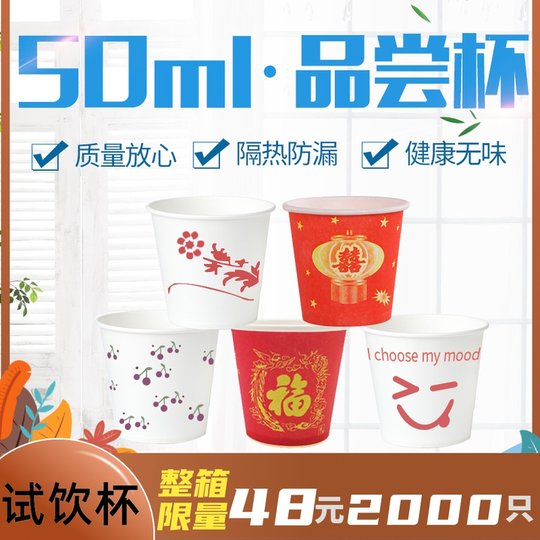 50ml·品尝杯
质量放心 隔热防漏 健康无味
囍
I choose my mood
福
试饮杯 整箱限量48元2000只